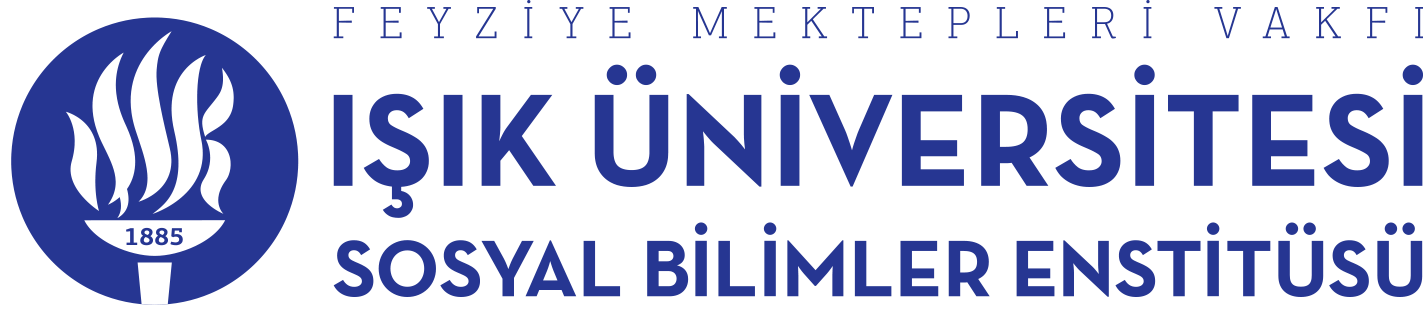 FEYZİYE MEKTEPLERİ VAKFI
IŞIK ÜNİVERSİTESİ
SOSYAL BİLİMLER ENSTİTÜSÜ
1885